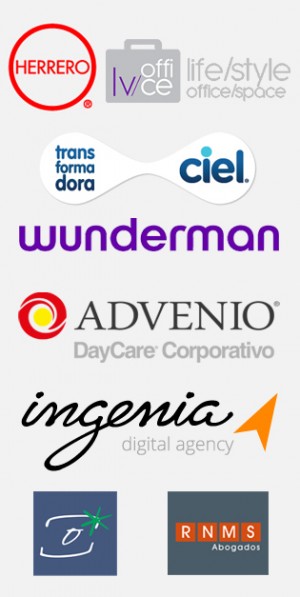 HERRERO
®
lv/
offi
ce
life/style
office/space
trans
forma
dora
ciel.
wunderman
ADVENIO®
DayCare® Corporativo
ingenia
digital agency
RNMS
Abogados